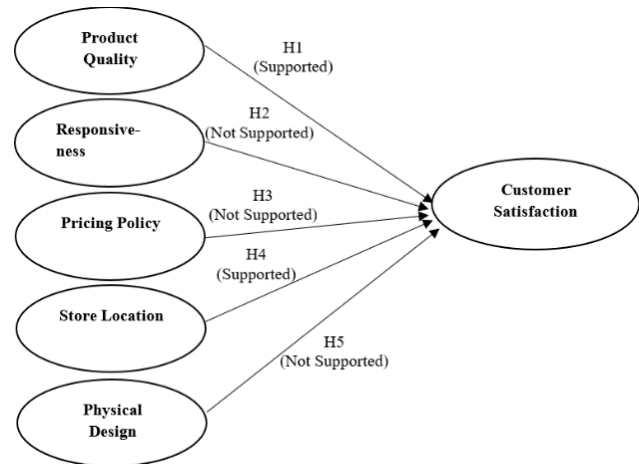 Product
Quality
H1
(Supported)
Responsive-
ness
H2
(Not Supported)
Pricing Policy
H3
(Not Supported)
Customer
Satisfaction
Store Location
H4
(Supported)
Physical
Design
H5
(Not Supported)